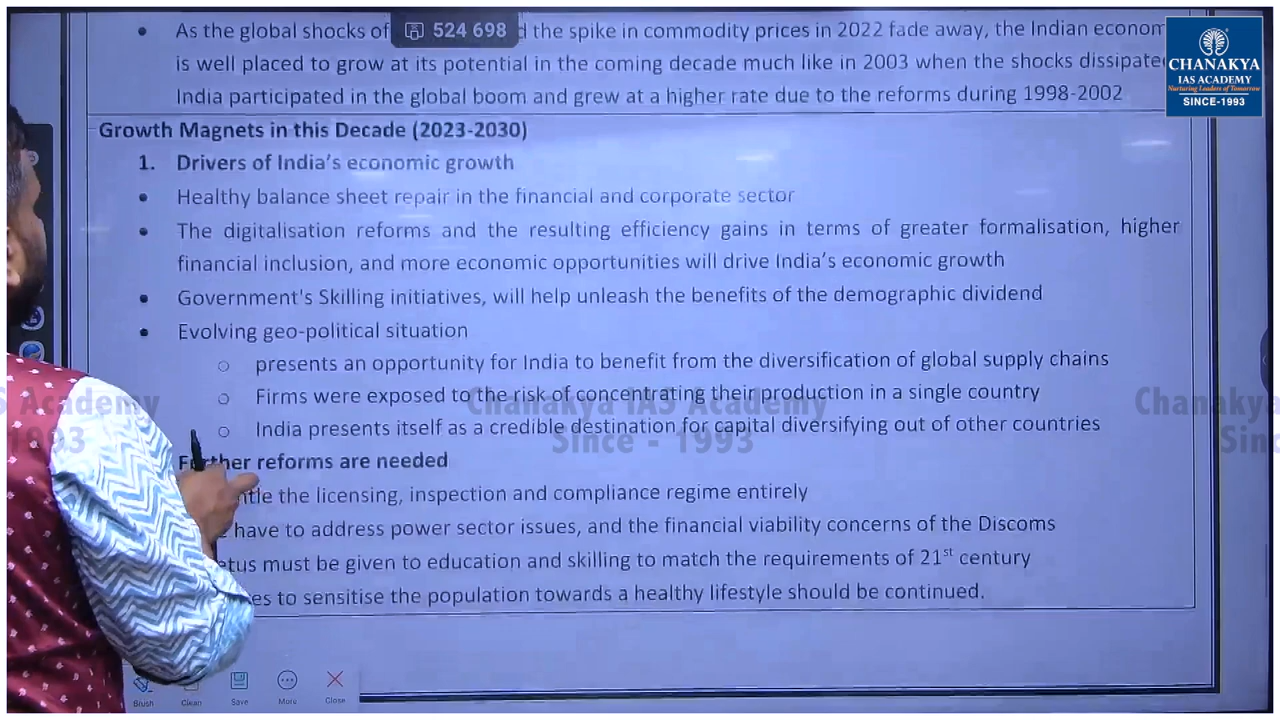 As the global shocks of 524 698 the spike in commodity prices in 2022 fade away, the Indian econom
is well placed to grow at its potential in the coming decade much like in 2003 when the shocks dissipate
India participated in the global boom and grew at a higher rate due to the reforms during 1998-2002
CHANAKYA
IAS ACADEMY
Nurturing Leaders of Tomorrow
SINCE-1993
Growth Magnets in this Decade (2023-2030)
1. Drivers of India's economic growth
• Healthy balance sheet repair in the financial and corporate sector
• The digitalisation reforms and the resulting efficiency gains in terms of greater formalisation, higher
financial inclusion, and more economic opportunities will drive India's economic growth
• Government's Skilling initiatives, will help unleash the benefits of the demographic dividend
• Evolving geo-political situation
○ presents an opportunity for India to benefit from the diversification of global supply chains
○ Firms were exposed to the risk of concentrating their production in a single country
○ India presents itself as a credible destination for capital diversifying out of other countries
Further reforms are needed
the licensing, inspection and compliance regime entirely
have to address power sector issues, and the financial viability concerns of the Discoms
must be given to education and skilling to match the requirements of 21st century
to sensitise the population towards a healthy lifestyle should be continued.
Chanakya IAS Academy
Since - 1993
S Academy
1993
Chanakya
Sinc
Brush
Clean
Save
More
Close